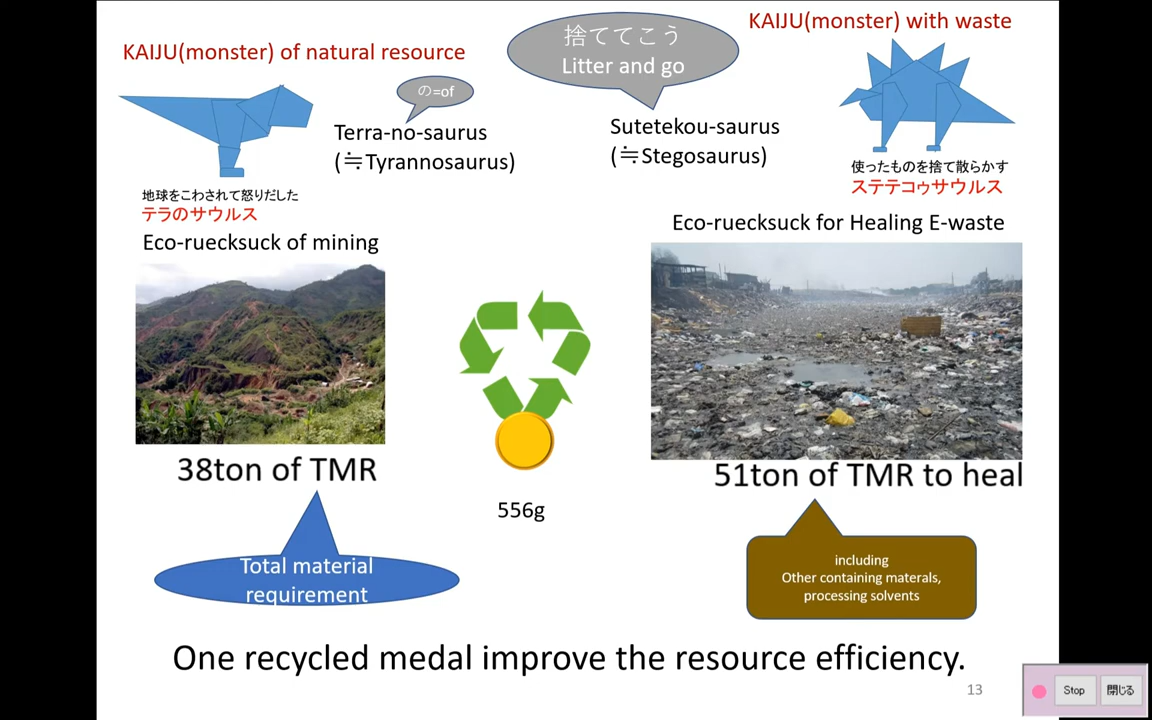 KAIJU(monster) of natural resource
の=of
Terra-no-saurus
(≒Tyrannosaurus)
地球をこわされて怒りだした
テラのサウルス
Eco-ruecksuck of mining
38ton of TMR
Total material
requirement
捨ててこう
Litter and go
556g
KAIJU(monster) with waste
Sutetekou-saurus
(≒Stegosaurus)
使ったものを捨て散らかす
ステテコゥサウルス
Eco-ruecksuck for Healing E-waste
51ton of TMR to heal
including
Other containing materals,
processing solvents
One recycled medal improve the resource efficiency.
13
Stop
閉じる